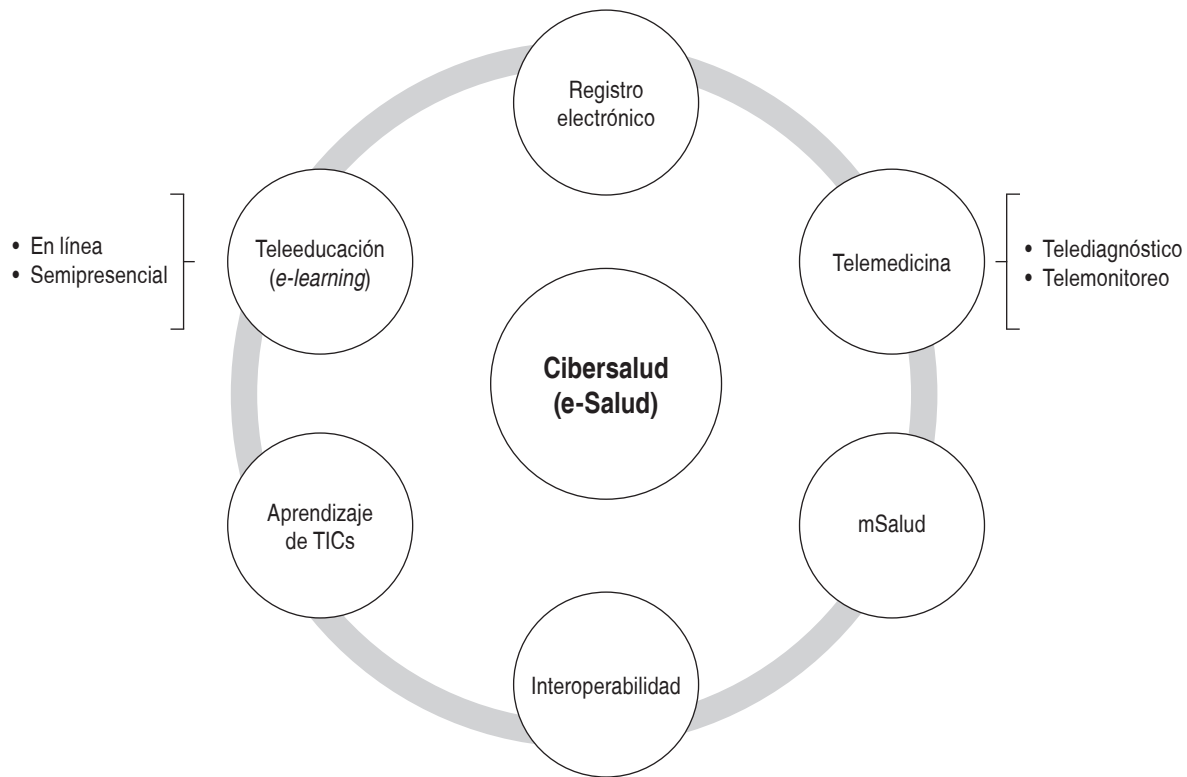 Registro
electrónico
Teleeducación
(e-learning)
• En línea
• Semipresencial
Telemedicina
• Telediagnóstico
• Telemonitoreo
Cibersalud
(e-Salud)
Aprendizaje
de TICs
mSalud
Interoperabilidad